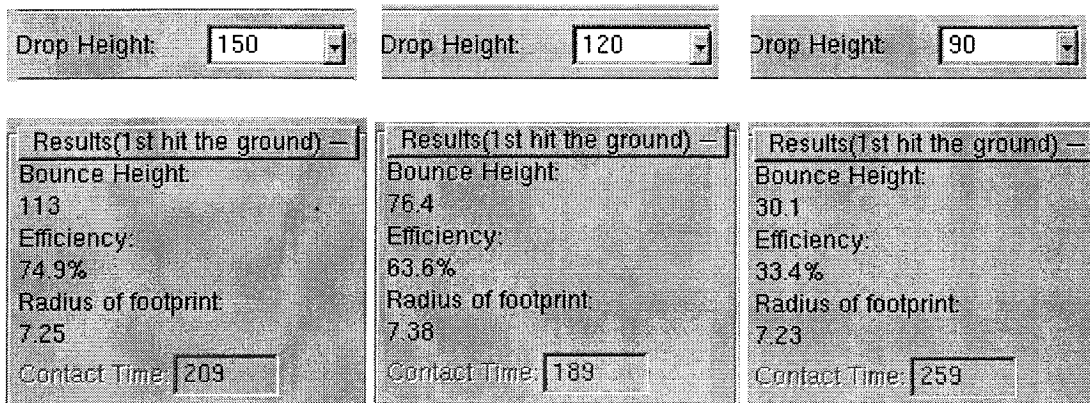 Drop Height: 150
Drop Height: 120
Drop Height: 90
Results(1st hit the ground)
Bounce Height:
113
Efficiency:
74.9%
Radius of footprint:
7.25
Contact Time: 209
Results(1st hit the ground)
Bounce Height:
76.4
Efficiency:
63.6%
Radius of footprint:
7.38
Contact Time: 189
Results(1st hit the ground)
Bounce Height:
30.1
Efficiency:
33.4%
Radius of footprint:
7.23
Contact Time: 259